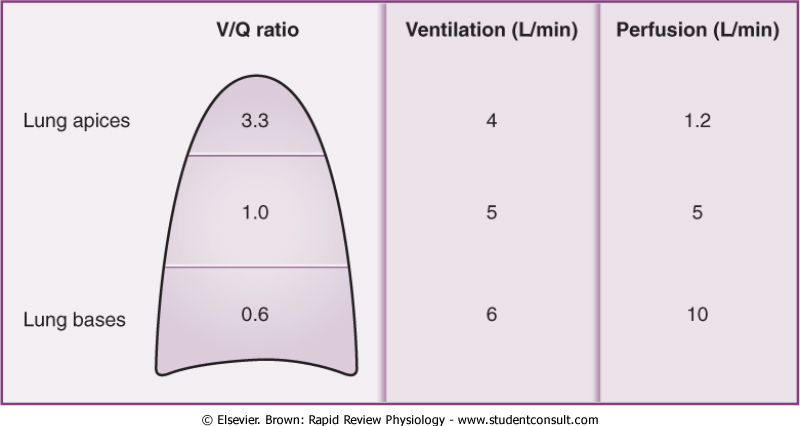 V/Q ratio Ventilation (L/min) Perfusion (L/min)
Lung apices 3.3 4 1.2
1.0 5 5
Lung bases 0.6 6 10
© Elsevier. Brown: Rapid Review Physiology - www.studentconsult.com